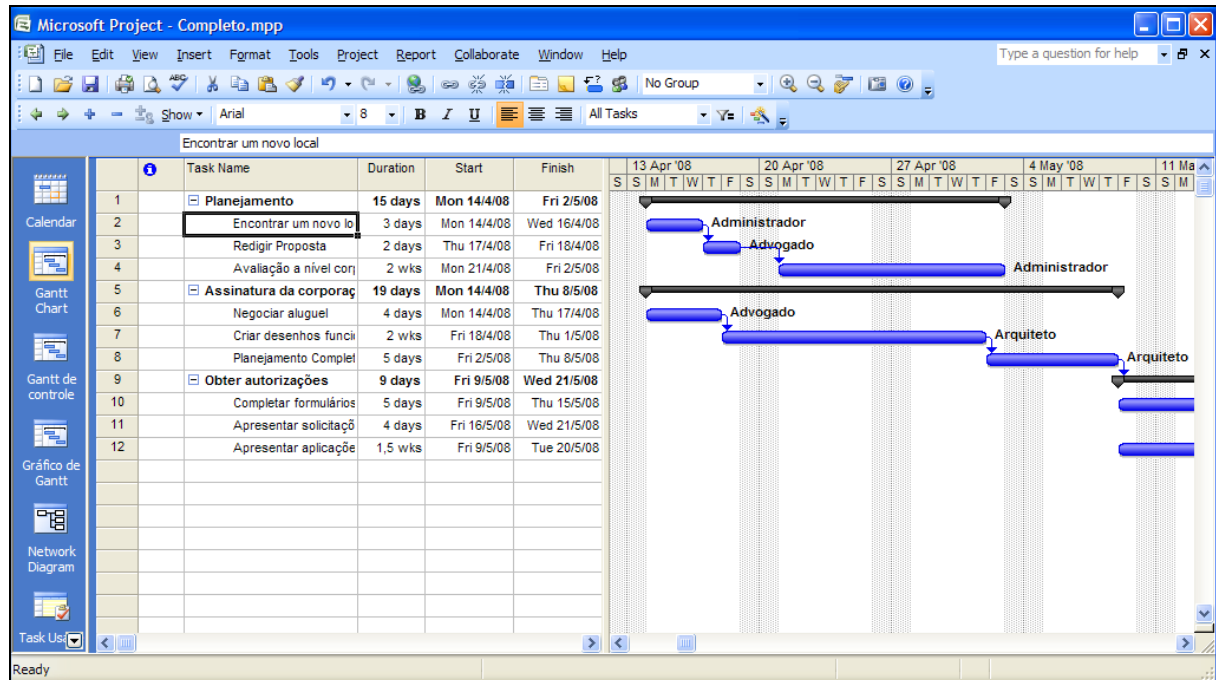 Microsoft Project - Completo.mpp
File Edit View Insert Format Tools Project Report Collaborate Window Help Type a question for help
No Group
Show Arial 8 B I U All Tasks
Encontrar um novo local
Task Name Duration Start Finish 13 Apr '08 20 Apr '08 27 Apr '08 4 May '08 11 Ma
S S M T W T F S S M T W T F S S M T W T F S S M T W T F S S M
1 Planejamento 15 days Mon 14/4/08 Fri 2/5/08
2 Encontrar um novo lo 3 days Mon 14/4/08 Wed 16/4/08 Administrador
3 Redigir Proposta 2 days Thu 17/4/08 Fri 18/4/08 Advogado
4 Avaliação a nível corp 2 wks Mon 21/4/08 Fri 2/5/08 Administrador
5 Assinatura da corporaç 19 days Mon 14/4/08 Thu 8/5/08
6 Negociar aluguel 4 days Mon 14/4/08 Thu 17/4/08 Advogado
7 Criar desenhos funci 2 wks Fri 18/4/08 Thu 1/5/08 Arquiteto
8 Planejamento Complet 5 days Fri 2/5/08 Thu 8/5/08 Arquiteto
9 Obter autorizações 9 days Fri 9/5/08 Wed 21/5/08
10 Completar formulários 5 days Fri 9/5/08 Thu 15/5/08
11 Apresentar solicitaçõ 4 days Fri 16/5/08 Wed 21/5/08
12 Apresentar aplicaçõe 1,5 wks Fri 9/5/08 Tue 20/5/08
Calendar
Gantt
Chart
Gantt de
controle
Gráfico de
Gantt
Network
Diagram
Task Usa
Ready